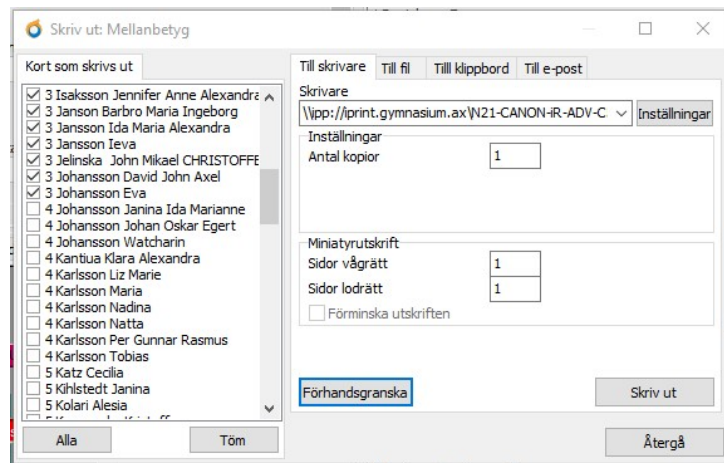 Skriv ut: Mellanbetyg
Kort som skrivs ut
3 Isaksson Jennifer Anne Alexandra
3 Janson Barbro Maria Ingeborg
3 Jansson Ida Maria Alexandra
3 Jansson Ieva
3 Jelinska John Mikael CHRISTOFFE
3 Johansson David John Axel
3 Johansson Eva
4 Johansson Janina Ida Marianne
4 Johansson Johan Oskar Egert
4 Johansson Watcharin
4 Kantiua Klara Alexandra
4 Karlsson Liz Marie
4 Karlsson Maria
4 Karlsson Nadina
4 Karlsson Natta
4 Karlsson Per Gunnar Rasmus
4 Karlsson Tobias
5 Katz Cecilia
5 Kihlstedt Janina
5 Kolari Alesia
Alla
Töm
Till skrivare
Till fil
Till klippbord
Till e-post
Skrivare
\\ipp://iprint.gymnasium.ax\N21-CANON-iR-ADV-C
Inställningar
Inställningar
Antal kopior 1
Miniatyrutskrift
Sidor vågrätt 1
Sidor lodrätt 1
Förminska utskriften
Förhandsgranska
Skriv ut
Återgå